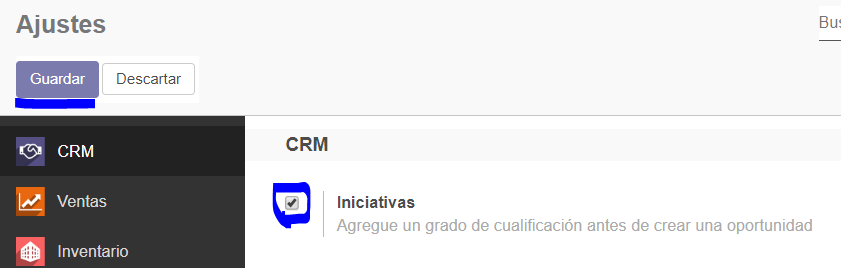 Ajustes
Bus
Guardar
Descartar
CRM
Ventas
Inventario
CRM
Iniciativas
Agregue un grado de cualificación antes de crear una oportunidad